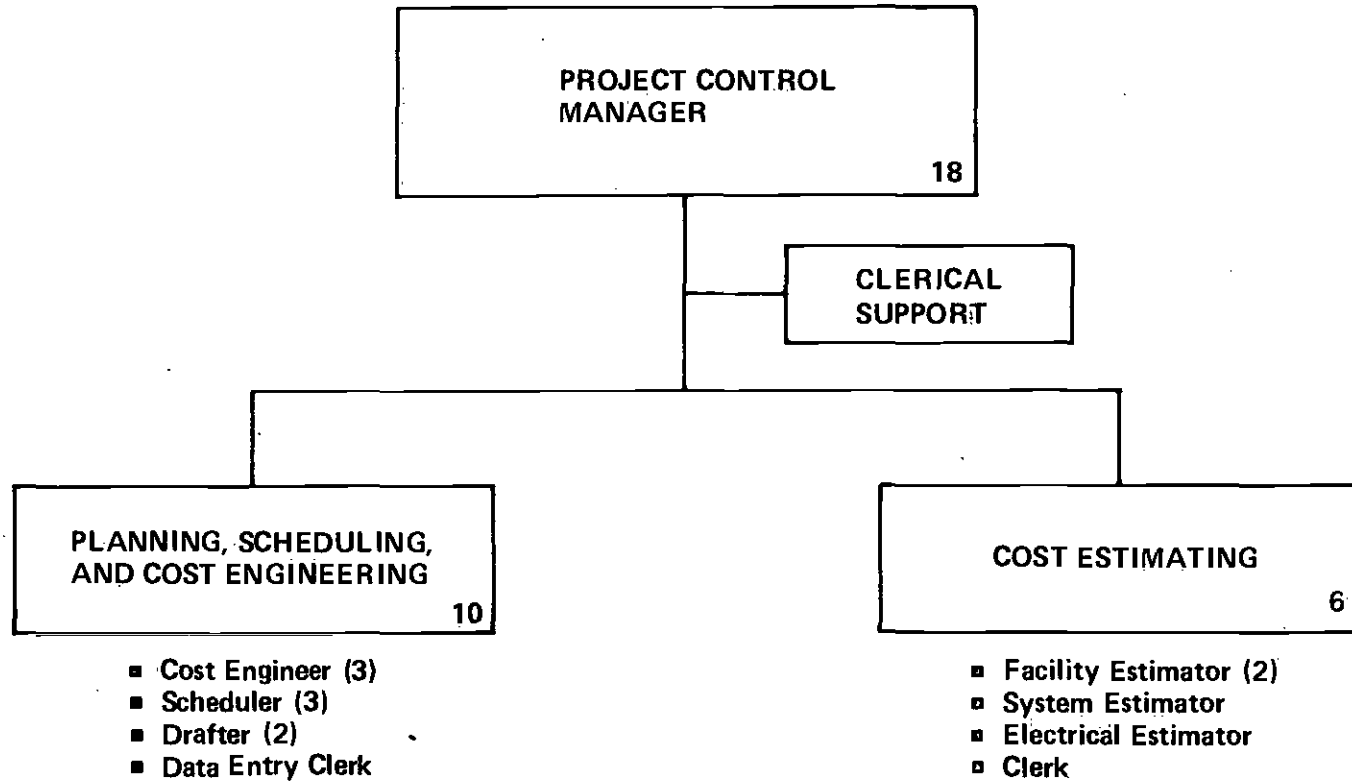 PROJECT CONTROL
MANAGER
18
CLERICAL
SUPPORT
PLANNING, SCHEDULING,
AND COST ENGINEERING
10
COST ESTIMATING
6
▪ Cost Engineer (3)
▪ Scheduler (3)
▪ Drafter (2)
▪ Data Entry Clerk
▪ Facility Estimator (2)
▪ System Estimator
▪ Electrical Estimator
▪ Clerk